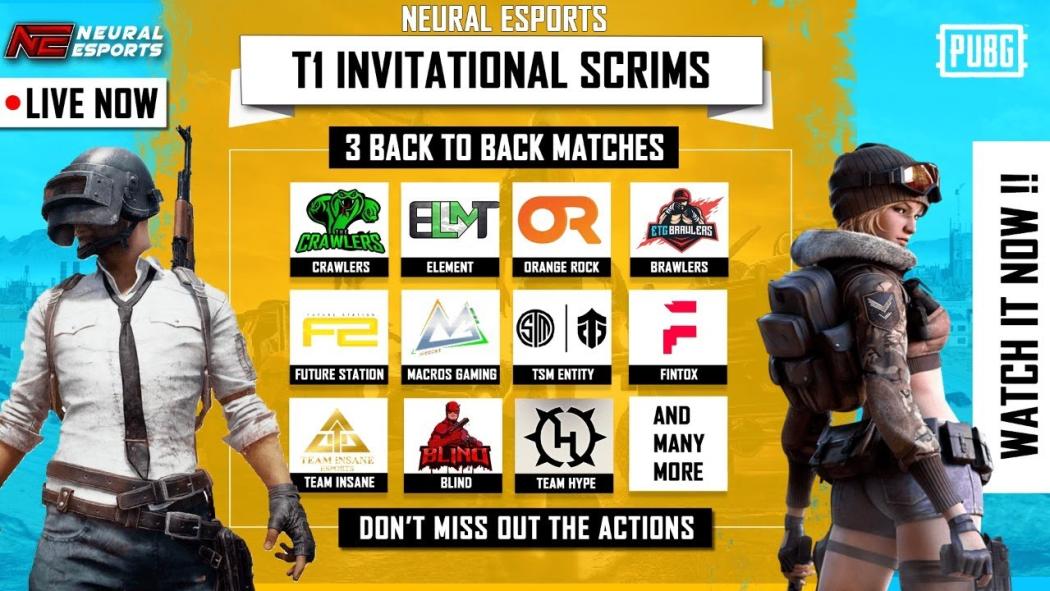 NEURAL ESPORTS
NE NEURAL
ESPORTS
T1 INVITATIONAL SCRIMS
PUBG
LIVE NOW
3 BACK TO BACK MATCHES
CRAWLERS
CRAWLERS
ELMT
ELEMENT
OR
ORANGE ROCK
ETG BRAWLERS
BRAWLERS
FUTURE STATION
FS
FUTURE STATION
MACROS GAMING
TSM
TSM ENTITY
F
FINTOX
TEAM INSANE
ESPORTS
TEAM INSANE
BLIND
BLIND
H
TEAM HYPE
AND
MANY
MORE
WATCH IT NOW !!
DON'T MISS OUT THE ACTIONS